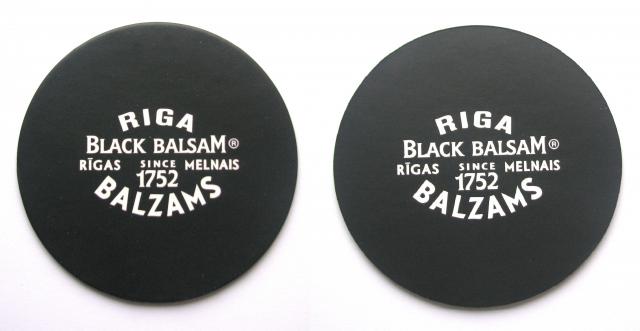 RIGA
BLACK BALSAM®
RĪGAS SINCE MELNAIS
1752
BALZAMS
RIGA
BLACK BALSAM®
RĪGAS SINCE MELNAIS
1752
BALZAMS